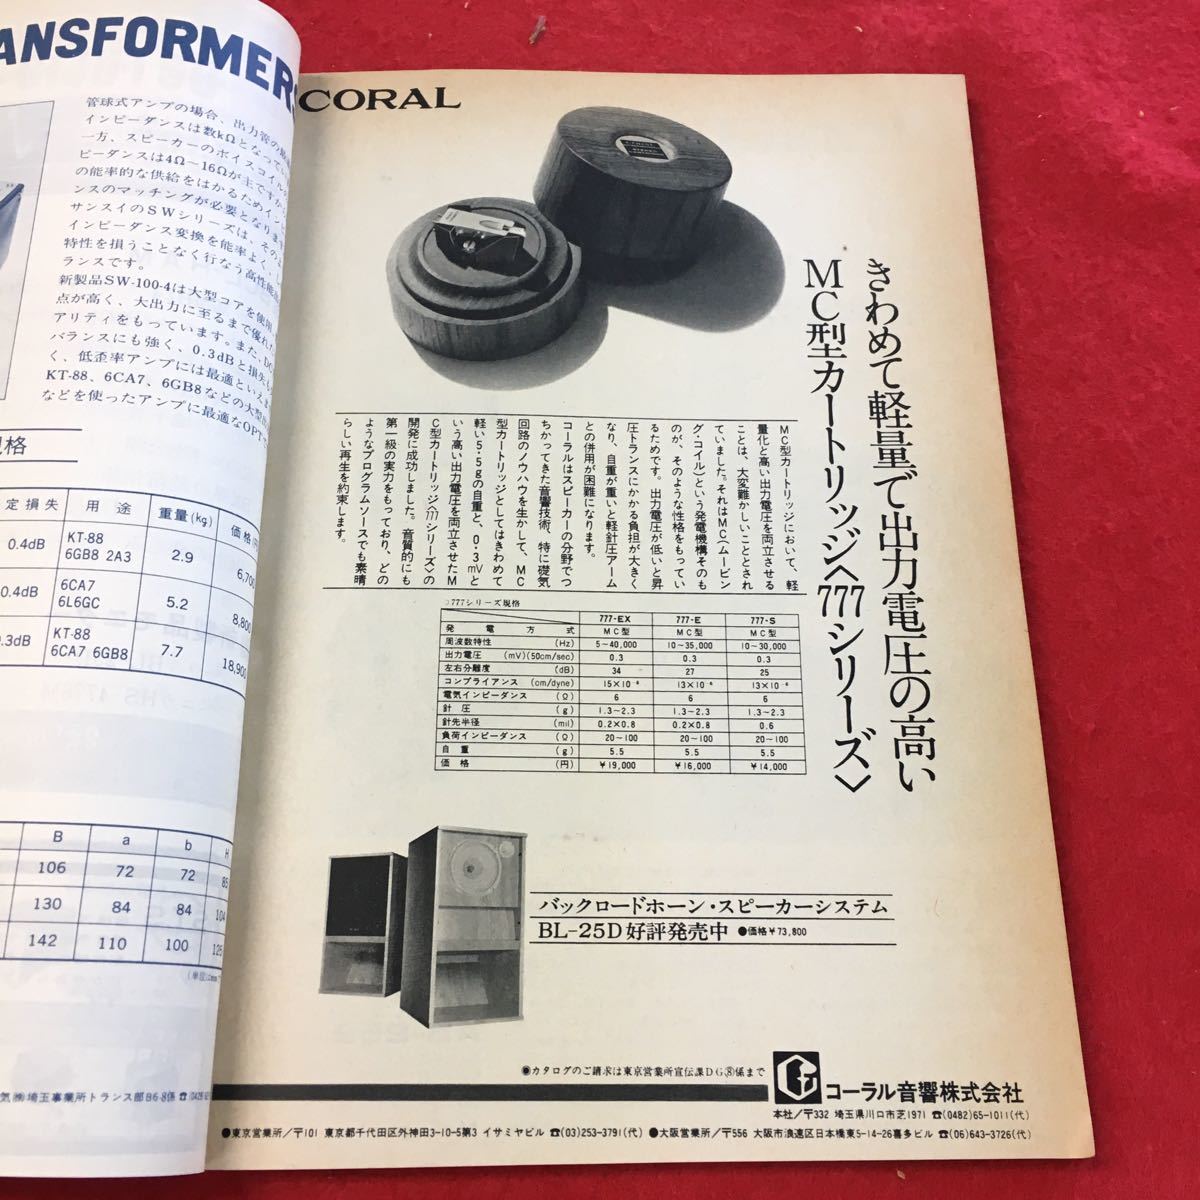 ANSFORMERS
管球式アンプの場合、出力管の
インピーダンスは数kΩとなって
一方、スピーカーのボイスコイル
ピーダンスは4Ω〜16Ωが主です
の能率的な供給をはかるためインピ
ンスのマッチングが必要となります
サンスイのSWシリーズは、その
インピーダンス変換を能率よく、し
特性を損うことなく行なう高性能
ランスです。
新製品SW-100-4は大型コアを使用
点が高く、大出力に至るまで優れた
アリティをもっています。また、DC
バランスにも強く、0.3dBと損失も
く、低歪率アンプには最適といえま
KT-88、6CA7、6GB8などの大型
などを使ったアンプに最適なOPT
規格
定損失 用途 重量(kg) 価格(円)
0.4dB KT-88 6GB8 2A3 2.9 6,700
0.4dB 6CA7 6L6GC 5.2 8,800
0.3dB KT-88 6CA7 6GB8 7.7 18,900
B a b H
106 72 72 85
130 84 84 104
142 110 100 125
気㈱埼玉事業所トランス部B6-8係
CORAL
きわめて軽量で出力電圧の高い
MC型カートリッジ〈777シリーズ〉
MC型カートリッジにおいて、軽
量化と高い出力電圧を両立させる
ことは、大変難かしいこととされ
ていました。それはMC(ムービン
グ・コイル)という発電機構そのも
のが、そのような性格をもってい
るためです。出力電圧が低いと昇
圧トランスにかかる負担が大きく
なり、自重が重いと軽針圧アーム
との併用が困難になります。
コーラルはスピーカーの分野でつ
ちかってきた音響技術、特に磁気
回路のノウハウを生かして、MC
型カートリッジとしてはきわめて
軽い5・5gの自重と、0・3mVと
いう高い出力電圧を両立させたM
C型カートリッジ〈777シリーズ〉の
開発に成功しました。音質的にも
第一級の実力をもっており、どの
ようなプログラムソースでも素晴
らしい再生を約束します。
777シリーズ規格
777-EX 777-E 777-S
発電方式 MC型 MC型 MC型
周波数特性 (Hz) 5〜40,000 10〜35,000 10〜30,000
出力電圧 (mV)(50cm/sec) 0.3 0.3 0.3
左右分離度 (dB) 34 27 25
コンプライアンス (cm/dyne) 15×10⁻⁶ 13×10⁻⁶ 13×10⁻⁶
電気インピーダンス (Ω) 6 6 6
針圧 (g) 1.3〜2.3 1.3〜2.3 1.3〜2.3
針先半径 (mil) 0.2×0.8 0.2×0.8 0.6
負荷インピーダンス (Ω) 20〜100 20〜100 20〜100
自重 (g) 5.5 5.5 5.5
価格 (円) ¥19,000 ¥16,000 ¥14,000
バックロードホーン・スピーカーシステム
BL-25D好評発売中 ●価格¥73,800
●カタログのご請求は東京営業所宣伝課DG⑧係まで
コーラル音響株式会社
本社/〒332 埼玉県川口市芝1971 ☎(0482)65-1011(代)
●東京営業所/〒101 東京都千代田区外神田3-10-5第3 イサミヤビル ☎(03)253-3791(代) ●大阪営業所/〒556 大阪市浪速区日本橋東5-14-26喜多ビル ☎(06)643-3726(代)